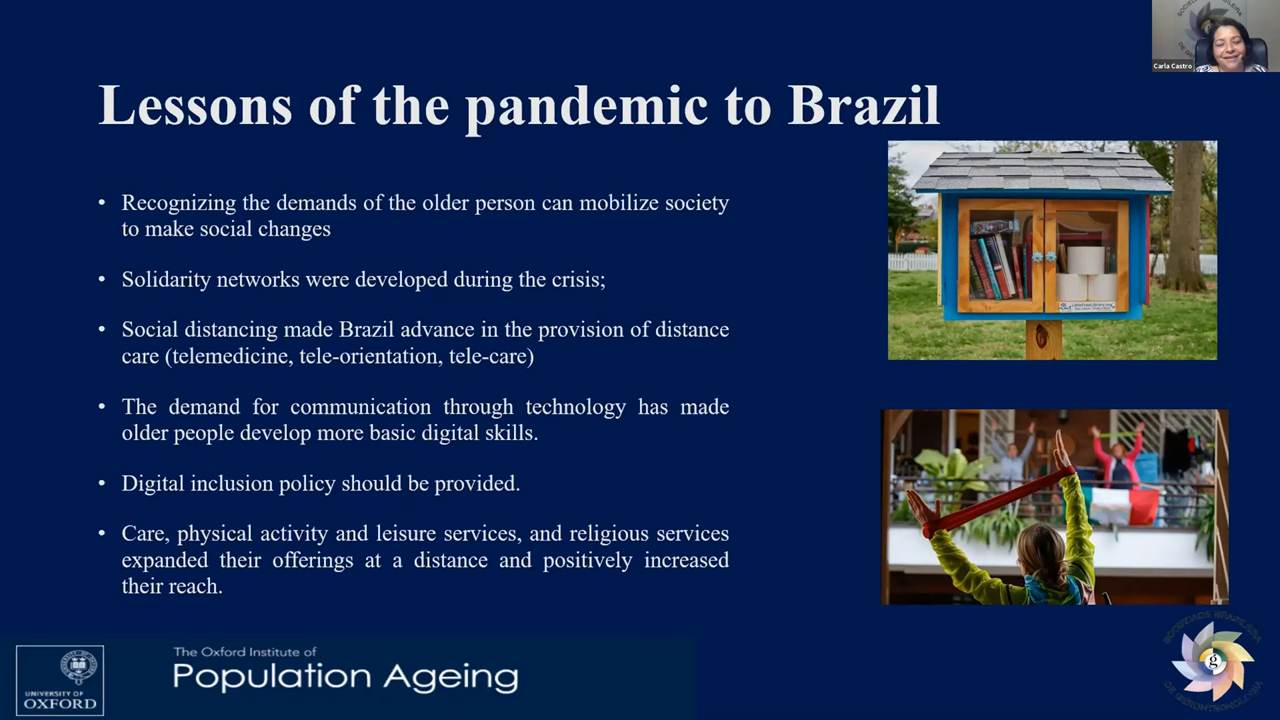 Carla Castro
Lessons of the pandemic to Brazil
• Recognizing the demands of the older person can mobilize society
to make social changes
• Solidarity networks were developed during the crisis;
• Social distancing made Brazil advance in the provision of distance
care (telemedicine, tele-orientation, tele-care)
• The demand for communication through technology has made
older people develop more basic digital skills.
• Digital inclusion policy should be provided.
• Care, physical activity and leisure services, and religious services
expanded their offerings at a distance and positively increased
their reach.
UNIVERSITY OF
OXFORD
The Oxford Institute of
Population Ageing
SOCIEDADE BRASILEIRA
DE GERONTECNOLOGIA
g